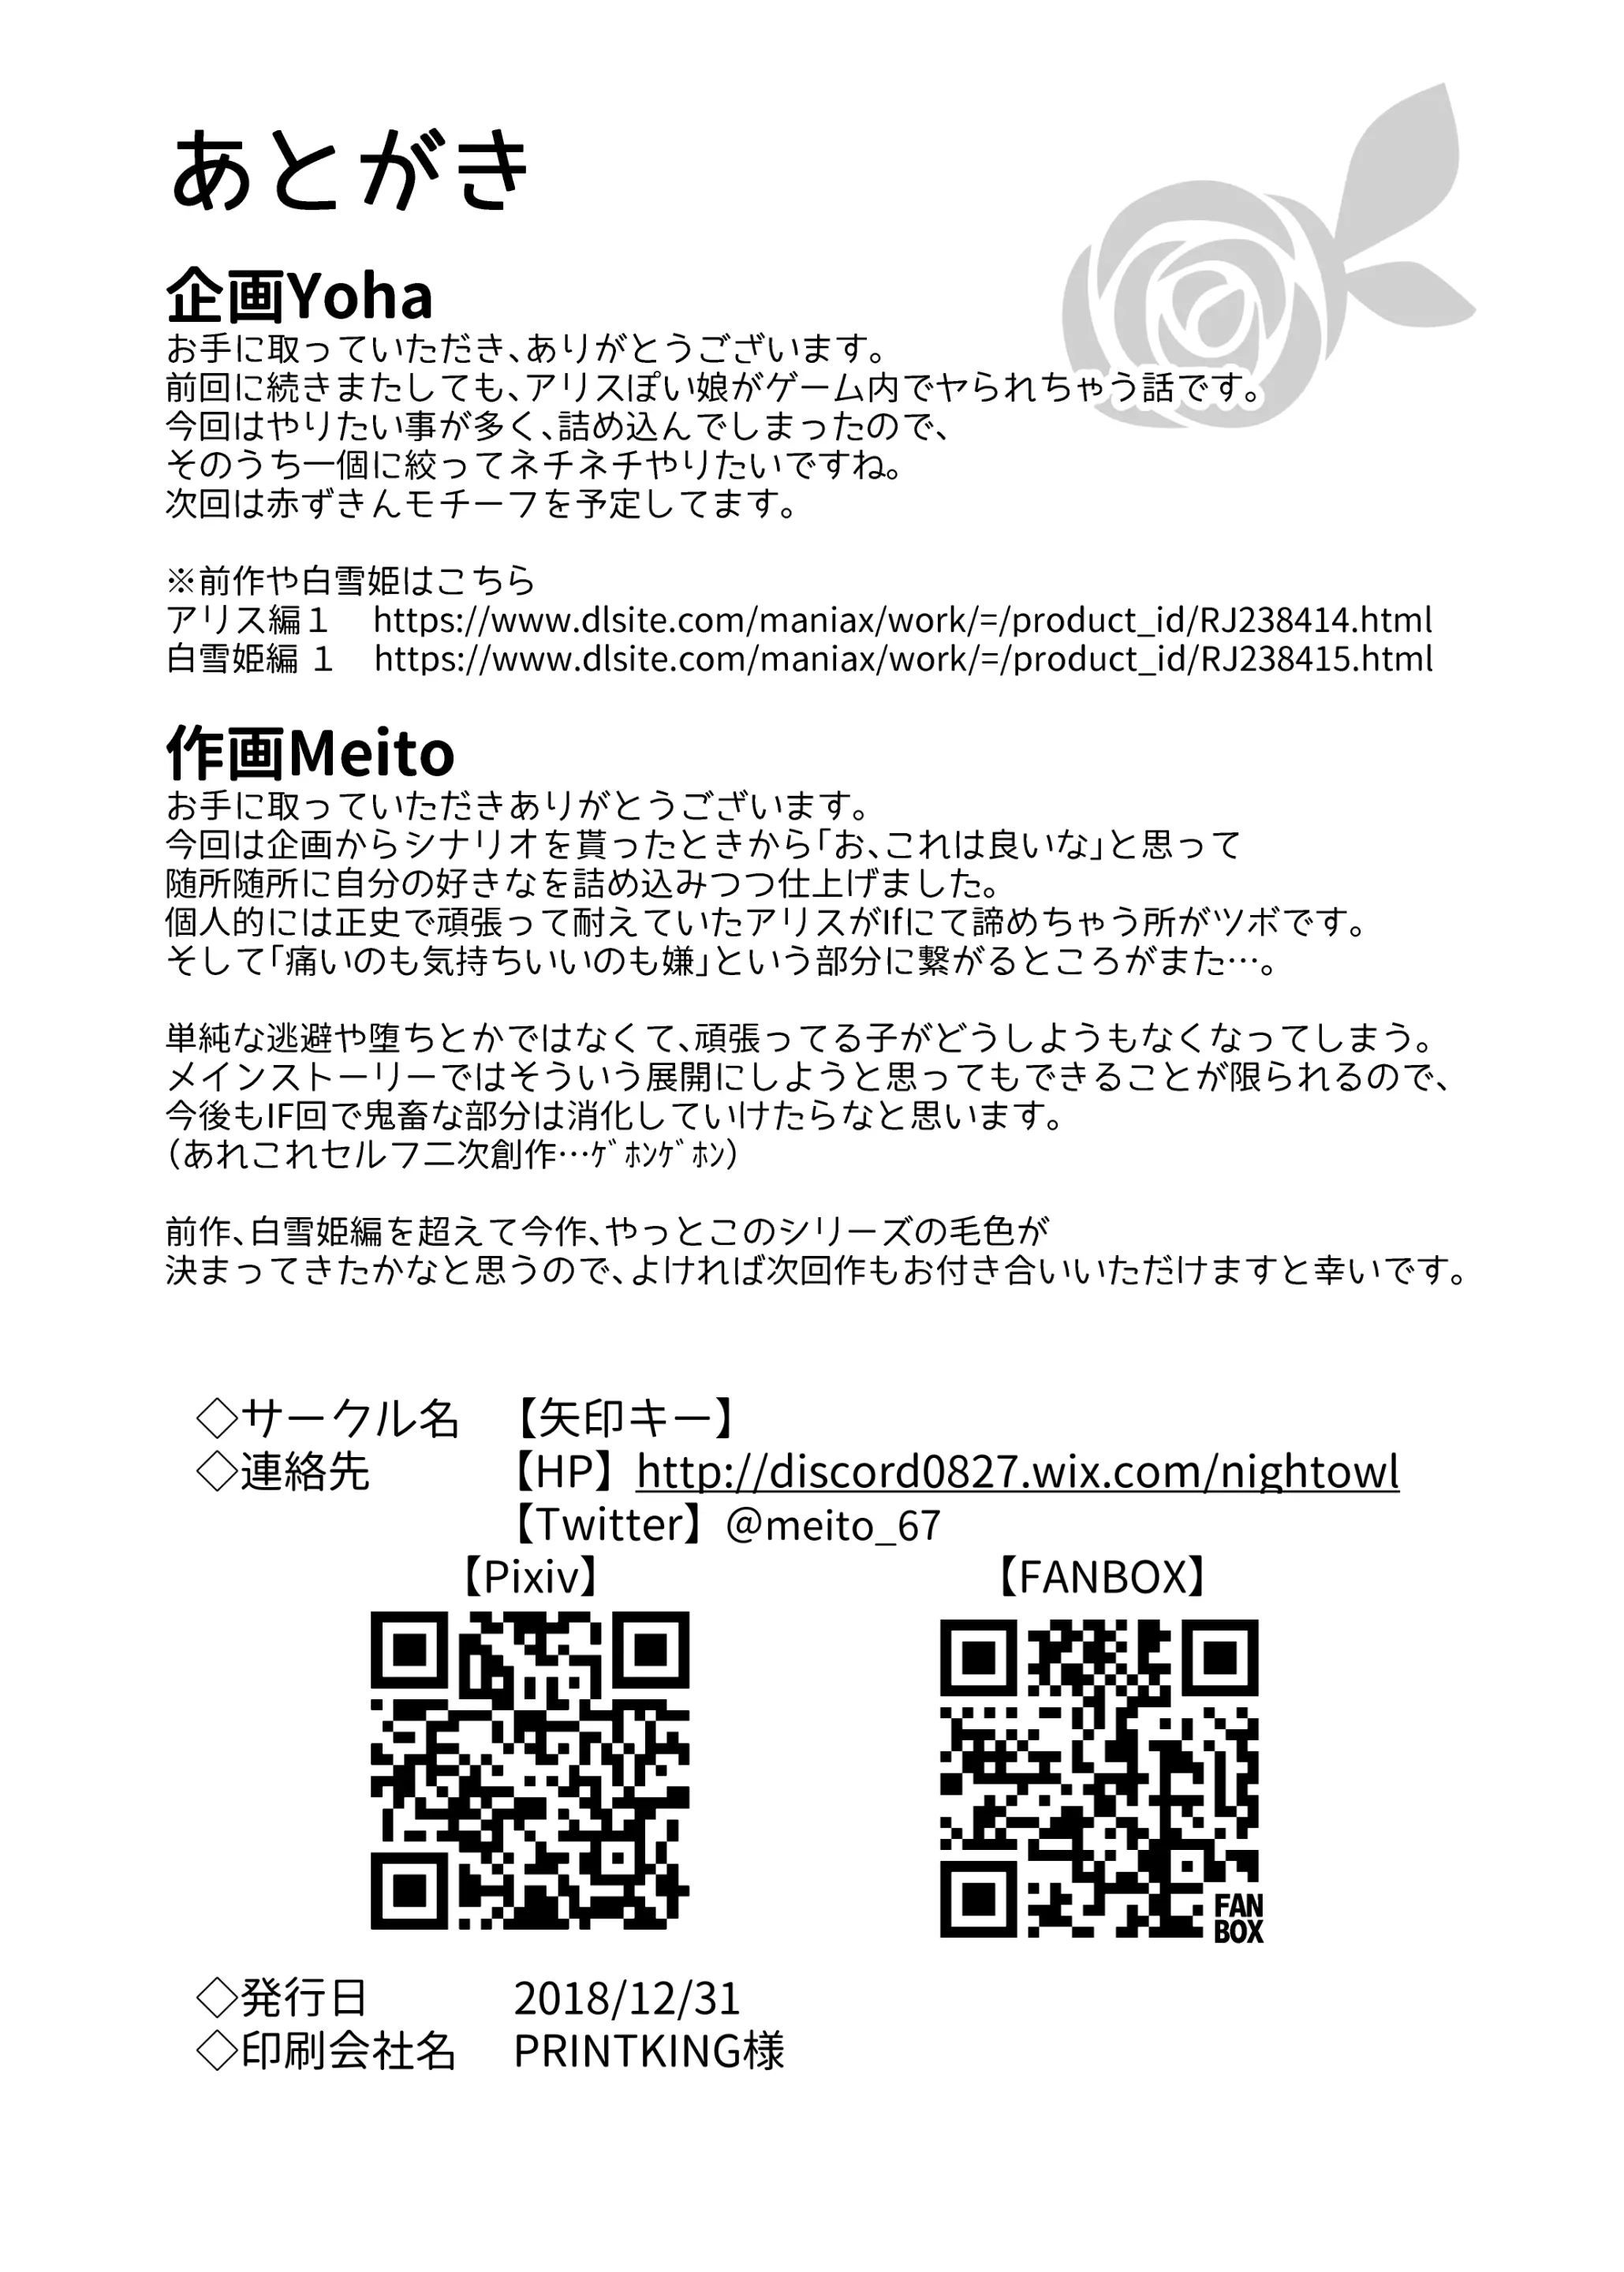 あとがき
企画Yoha
お手に取っていただき、ありがとうございます。
前回に続きまたしても、アリスぽい娘がゲーム内でヤられちゃう話です。
今回はやりたい事が多く、詰め込んでしまったので、
そのうち一個に絞ってネチネチやりたいですね。
次回は赤ずきんモチーフを予定してます。
※前作や白雪姫はこちら
アリス編１　https://www.dlsite.com/maniax/work/=/product_id/RJ238414.html
白雪姫編 １　https://www.dlsite.com/maniax/work/=/product_id/RJ238415.html
作画Meito
お手に取っていただきありがとうございます。
今回は企画からシナリオを貰ったときから「お、これは良いな」と思って
随所随所に自分の好きなを詰め込みつつ仕上げました。
個人的には正史で頑張って耐えていたアリスがIfにて諦めちゃう所がツボです。
そして「痛いのも気持ちいいのも嫌」という部分に繋がるところがまた…。
単純な逃避や堕ちとかではなくて、頑張ってる子がどうしようもなくなってしまう。
メインストーリーではそういう展開にしようと思ってもできることが限られるので、
今後もIF回で鬼畜な部分は消化していけたらなと思います。
（あれこれセルフ二次創作…ｹﾞﾎﾝｹﾞﾎﾝ）
前作、白雪姫編を超えて今作、やっとこのシリーズの毛色が
決まってきたかなと思うので、よければ次回作もお付き合いいただけますと幸いです。
◇サークル名　【矢印キー】
◇連絡先　【HP】http://discord0827.wix.com/nightowl
【Twitter】@meito_67
【Pixiv】　【FANBOX】
FAN
BOX
◇発行日　2018/12/31
◇印刷会社名　PRINTKING様